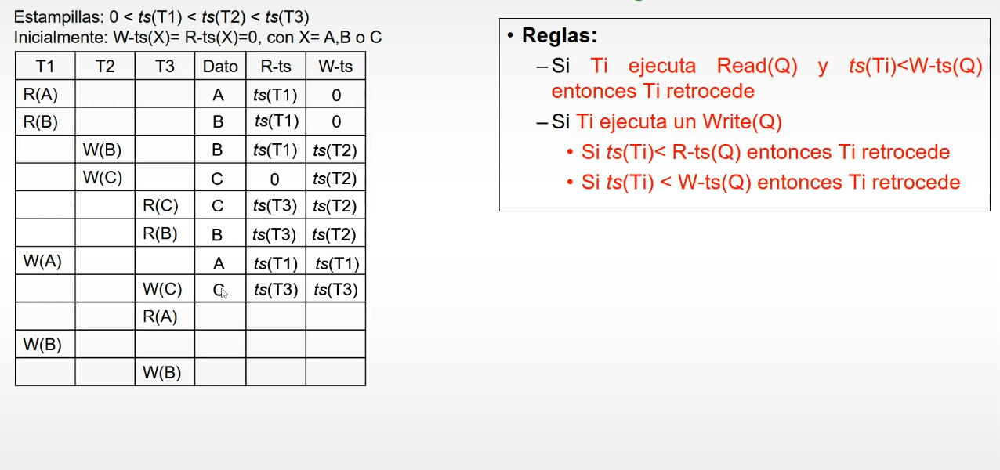 Estampillas: 0 < ts(T1) < ts(T2) < ts(T3)
Inicialmente: W-ts(X)= R-ts(X)=0, con X= A,B o C
T1 T2 T3 Dato R-ts W-ts
R(A) A ts(T1) 0
R(B) B ts(T1) 0
W(B) B ts(T1) ts(T2)
W(C) C 0 ts(T2)
R(C) C ts(T3) ts(T2)
R(B) B ts(T3) ts(T2)
W(A) A ts(T1) ts(T1)
W(C) C ts(T3) ts(T3)
R(A)
W(B)
W(B)
• Reglas:
–Si Ti ejecuta Read(Q) y ts(Ti)<W-ts(Q)
entonces Ti retrocede
–Si Ti ejecuta un Write(Q)
• Si ts(Ti)< R-ts(Q) entonces Ti retrocede
• Si ts(Ti) < W-ts(Q) entonces Ti retrocede